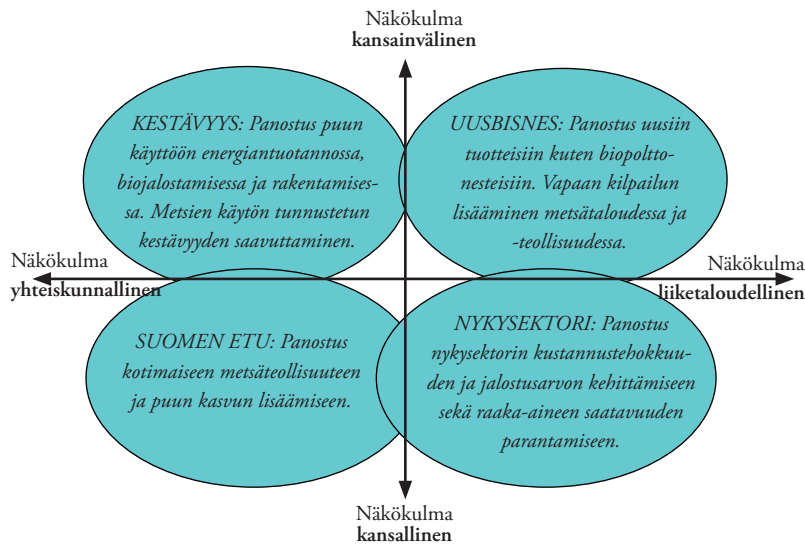 Näkökulma
kansainvälinen
KESTÄVYYS: Panostus puun
käyttöön energiantuotannossa,
biojalostamisessa ja rakentamises-
sa. Metsien käytön tunnustetun
kestävyyden saavuttaminen.
UUSBISNES: Panostus uusiin
tuotteisiin kuten biopoltto-
nesteisiin. Vapaan kilpailun
lisääminen metsätaloudessa ja
-teollisuudessa.
Näkökulma
yhteiskunnallinen
Näkökulma
liiketaloudellinen
SUOMEN ETU: Panostus
kotimaiseen metsäteollisuuteen
ja puun kasvun lisäämiseen.
NYKYSEKTORI: Panostus
nykysektorin kustannustehokkuu-
den ja jalostusarvon kehittämiseen
sekä raaka-aineen saatavuuden
parantamiseen.
Näkökulma
kansallinen